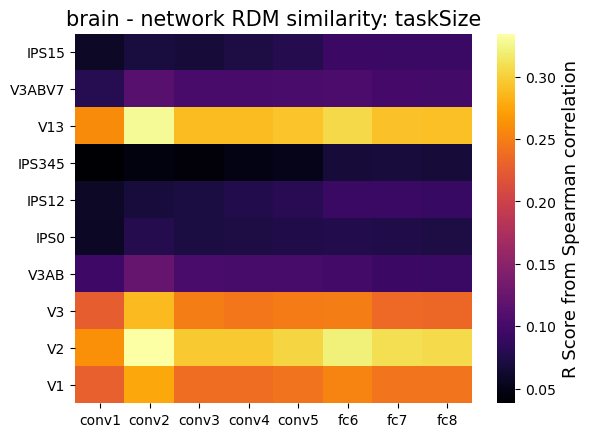 brain - network RDM similarity: taskSize
IPS15
V3ABV7
V13
IPS345
IPS12
IPS0
V3AB
V3
V2
V1
conv1 conv2 conv3 conv4 conv5 fc6 fc7 fc8
0.30
0.25
0.20
0.15
0.10
0.05
R Score from Spearman correlation